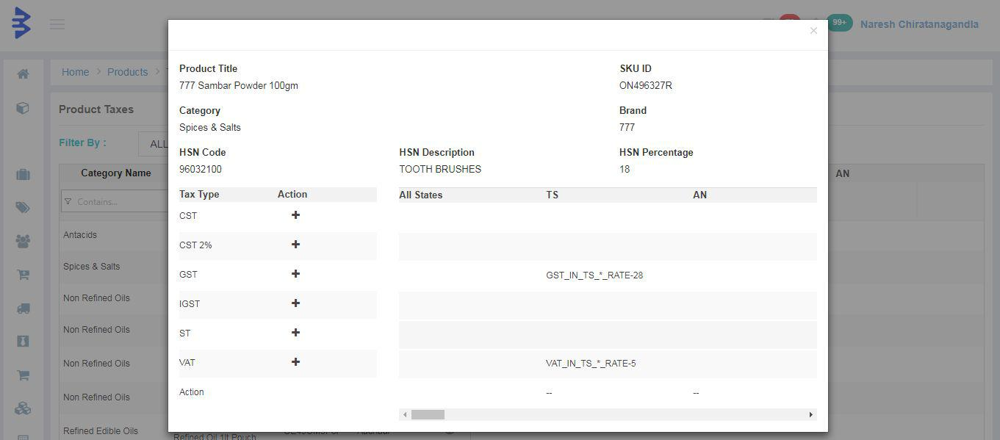 99+
Naresh Chiratanagandla
Home > Products >
Product Taxes
Filter By :
ALL
Category Name
AN
Contains...
Antacids
Spices & Salts
Non Refined Oils
Non Refined Oils
Non Refined Oils
Non Refined Oils
Refined Edible Oils
Refined Oil 1lt Pouch
Product Title
SKU ID
777 Sambar Powder 100gm
ON496327R
Category
Brand
Spices & Salts
777
HSN Code
HSN Description
HSN Percentage
96032100
TOOTH BRUSHES
18
Tax Type
Action
All States
TS
AN
CST
CST 2%
GST
GST_IN_TS_*_RATE-28
IGST
ST
VAT
VAT_IN_TS_*_RATE-5
Action
--
--